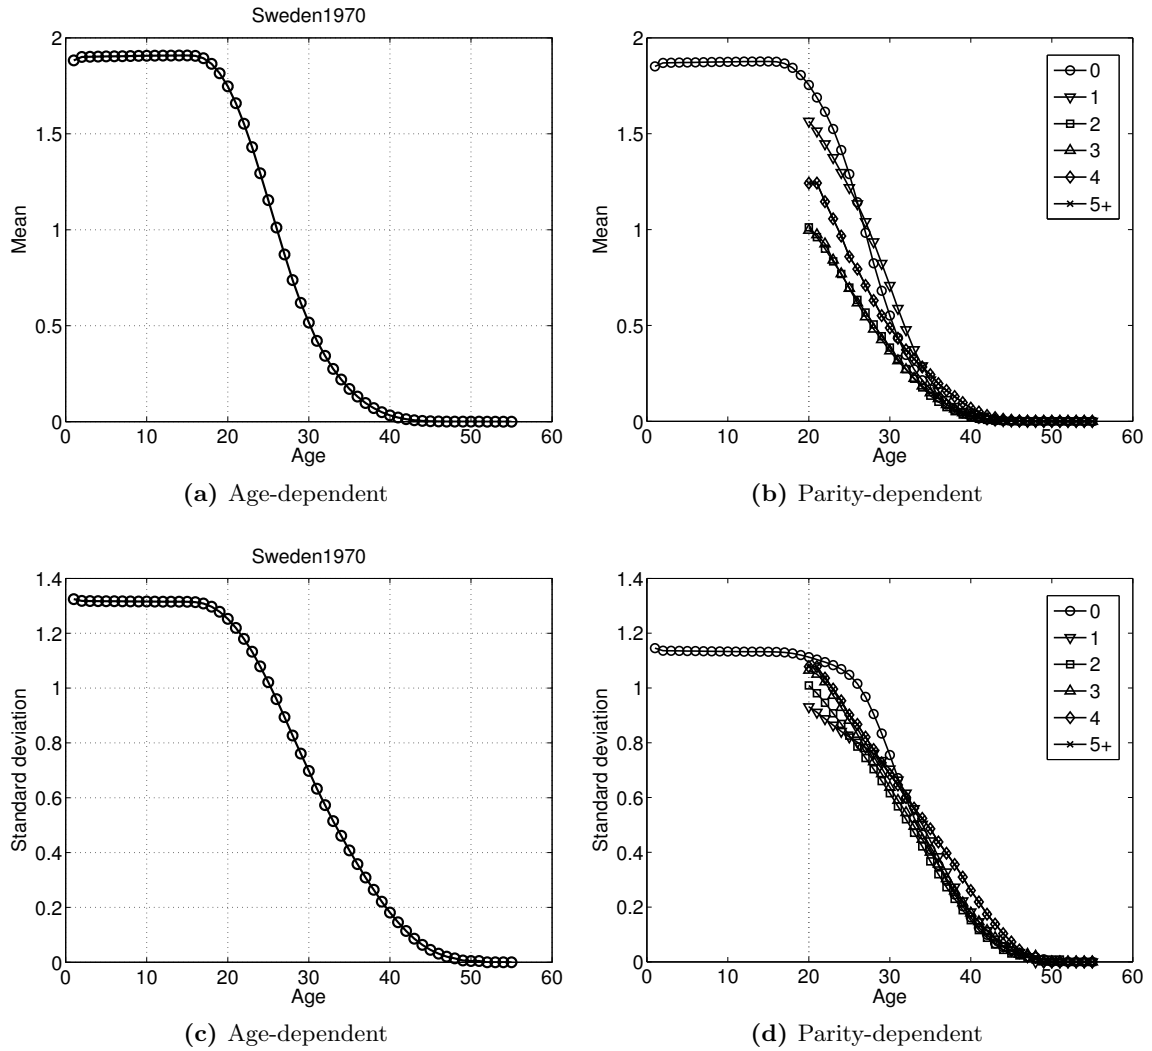 Sweden1970
2
1.5
1
0.5
0
Mean
0 10 20 30 40 50 60
Age
(a) Age-dependent
2
1.5
1
0.5
0
Mean
0 10 20 30 40 50 60
Age
0
1
2
3
4
5+
(b) Parity-dependent
Sweden1970
1.4
1.2
1
0.8
0.6
0.4
0.2
0
Standard deviation
0 10 20 30 40 50 60
Age
(c) Age-dependent
1.4
1.2
1
0.8
0.6
0.4
0.2
0
Standard deviation
0 10 20 30 40 50 60
Age
0
1
2
3
4
5+
(d) Parity-dependent